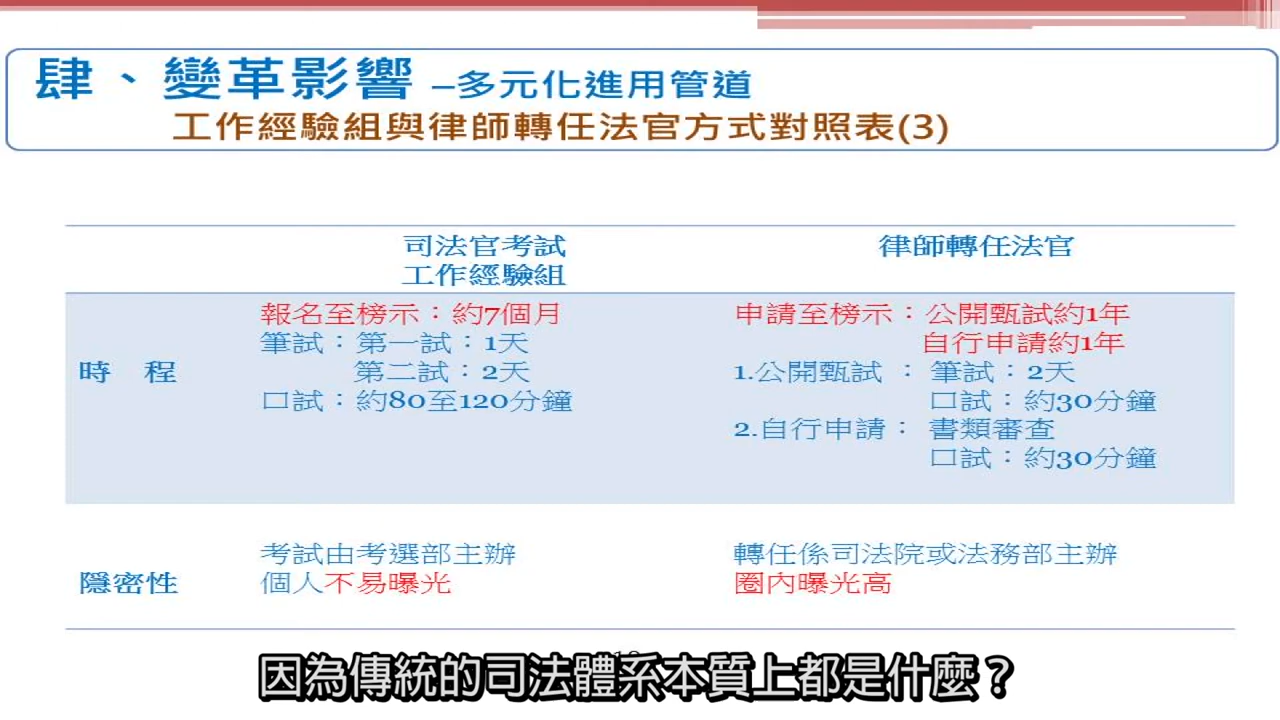 肆、變革影響 –多元化進用管道
工作經驗組與律師轉任法官方式對照表(3)
司法官考試
工作經驗組
律師轉任法官
時 程
報名至榜示：約7個月
筆試：第一試：1天
第二試：2天
口試：約80至120分鐘
申請至榜示：公開甄試約1年
自行申請約1年
1.公開甄試 ： 筆試：2天
口試：約30分鐘
2.自行申請： 書類審查
口試：約30分鐘
隱密性
考試由考選部主辦
個人不易曝光
轉任係司法院或法務部主辦
圈內曝光高
因為傳統的司法體系本質上都是什麼？